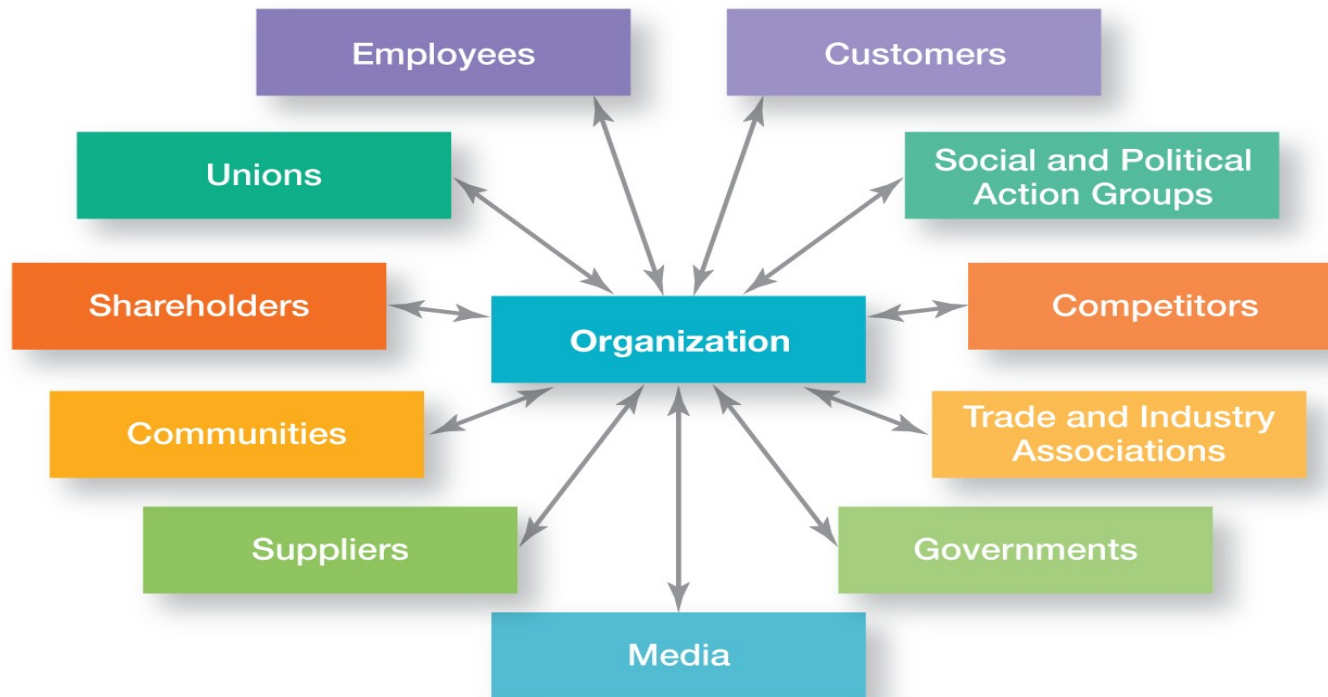 Employees
Customers
Unions
Social and Political
Action Groups
Shareholders
Organization
Competitors
Communities
Trade and Industry
Associations
Suppliers
Governments
Media